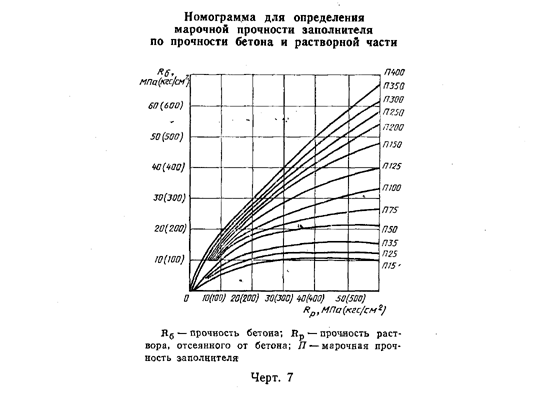 Номограмма для определения
марочной прочности заполнителя
по прочности бетона и растворной части
Rб,
МПа(кгс/см²)
П400
П350
60(600)
П300
П250
50(500)
П200
П150
40(400)
П125
30(300)
П100
П75
20(200)
П50
П35
10(100)
П25
П15
0
10(100)
20(200)
30(300)
40(400)
50(500)
Rр, МПа(кгс/см²)
Rб — прочность бетона; Rр — прочность раст-
вора, отсеянного от бетона; П — марочная проч-
ность заполнителя
Черт. 7